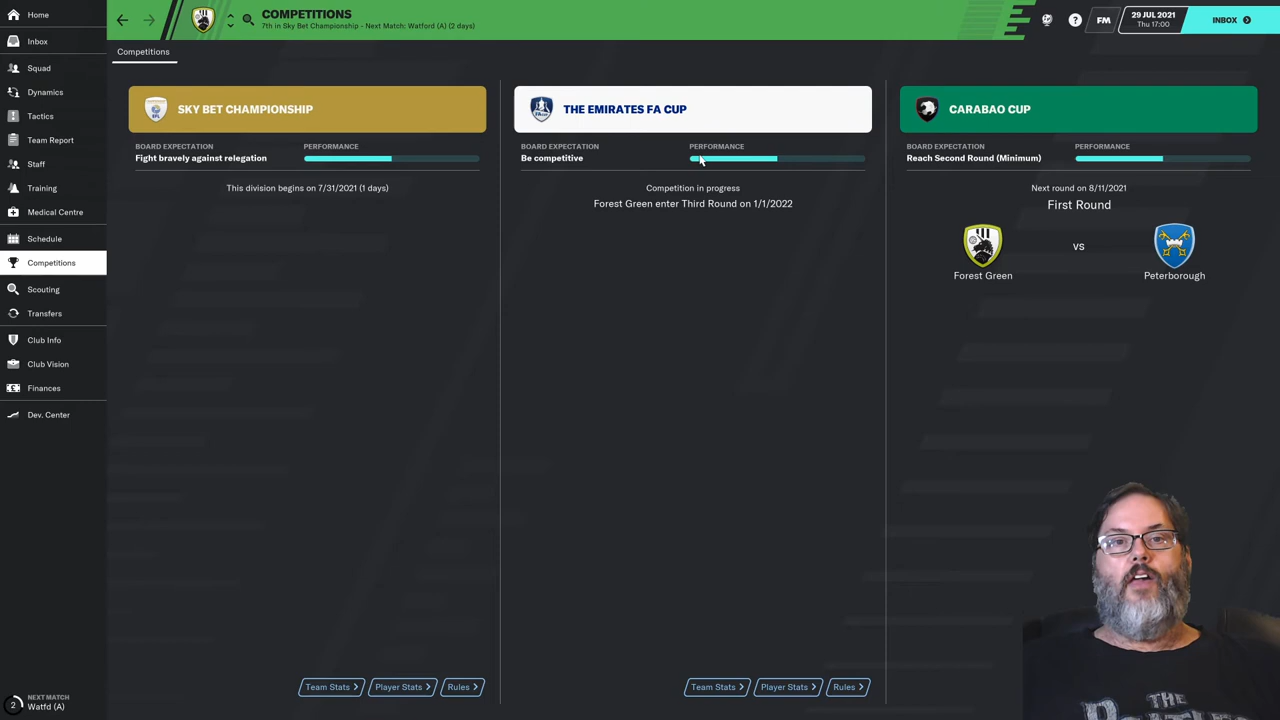 Home
Inbox
Squad
Dynamics
Tactics
Team Report
Staff
Training
Medical Centre
Schedule
Competitions
Scouting
Transfers
Club Info
Club Vision
Finances
Dev. Center
2
NEXT MATCH
Watfd (A)
COMPETITIONS
7th in Sky Bet Championship - Next Match: Watford (A) (2 days)
?
FM
29 JUL 2021
Thu 17:00
INBOX
Competitions
SKY BET CHAMPIONSHIP
BOARD EXPECTATION
PERFORMANCE
Fight bravely against relegation
This division begins on 7/31/2021 (1 days)
Team Stats
Player Stats
Rules
THE EMIRATES FA CUP
BOARD EXPECTATION
PERFORMANCE
Be competitive
Competition in progress
Forest Green enter Third Round on 1/1/2022
Team Stats
Player Stats
Rules
CARABAO CUP
BOARD EXPECTATION
PERFORMANCE
Reach Second Round (Minimum)
Next round on 8/11/2021
First Round
VS
Forest Green
Peterborough
THE